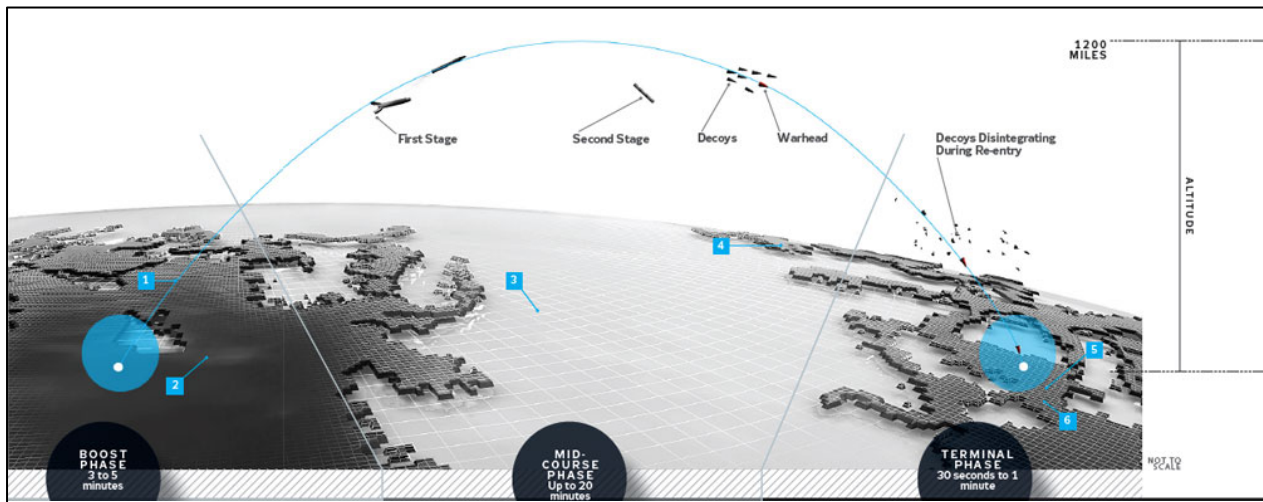 1200
MILES
First Stage
Second Stage
Decoys
Warhead
Decoys Disintegrating
During Re-entry
ALTITUDE
1
2
3
4
5
6
BOOST
PHASE
3 to 5
minutes
MID-
COURSE
PHASE
Up to 20
minutes
TERMINAL
PHASE
30 seconds to 1
minute
NOT TO
SCALE